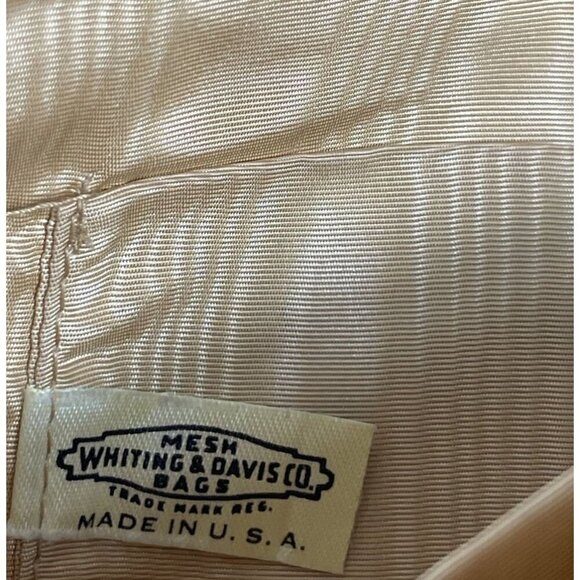 MESH
WHITING & DAVIS CO.
BAGS
TRADE MARK REG.
MADE IN U. S. A.